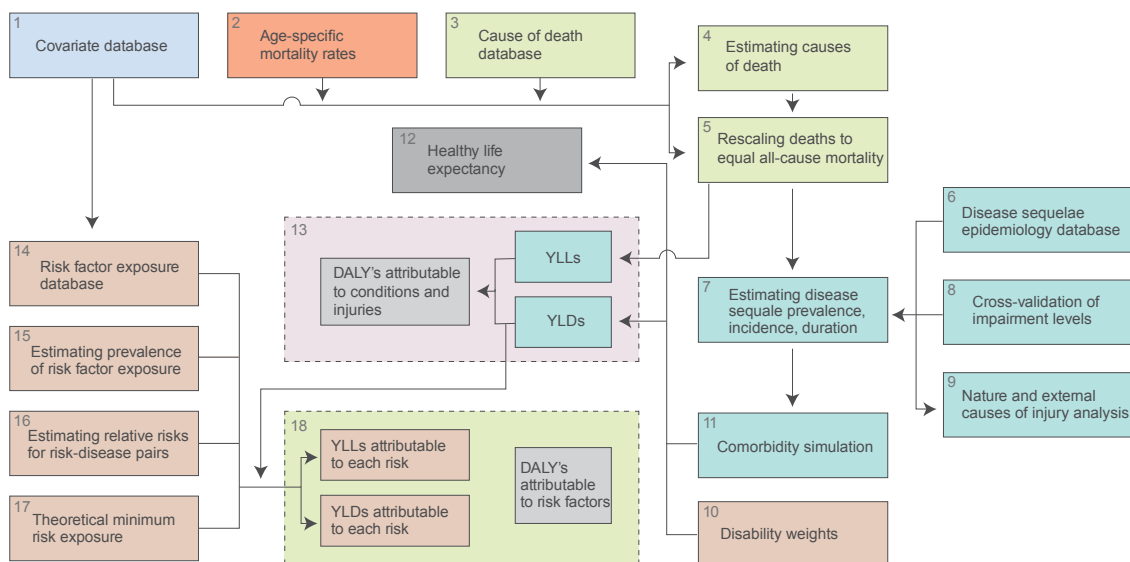 1
Covariate database
2
Age-specific
mortality rates
3
Cause of death
database
4
Estimating causes
of death
5
Rescaling deaths to
equal all-cause mortality
12
Healthy life
expectancy
6
Disease sequelae
epidemiology database
13
YLLs
DALY's attributable
to conditions and
injuries
YLDs
14
Risk factor exposure
database
7
Estimating disease
sequale prevalence,
incidence, duration
8
Cross-validation of
impairment levels
15
Estimating prevalence
of risk factor exposure
9
Nature and external
causes of injury analysis
16
Estimating relative risks
for risk-disease pairs
18
YLLs attributable
to each risk
DALY's
attributable
to risk factors
YLDs attributable
to each risk
11
Comorbidity simulation
17
Theoretical minimum
risk exposure
10
Disability weights